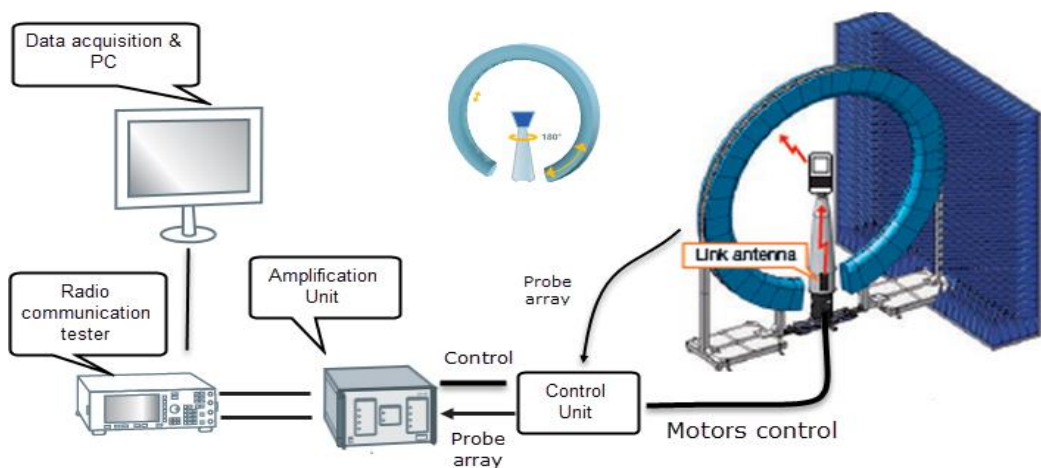 Data acquisition &
PC
180°
Link antenna
Amplification
Unit
Probe
array
Radio
communication
tester
Control
Control
Unit
Motors control
Probe
array